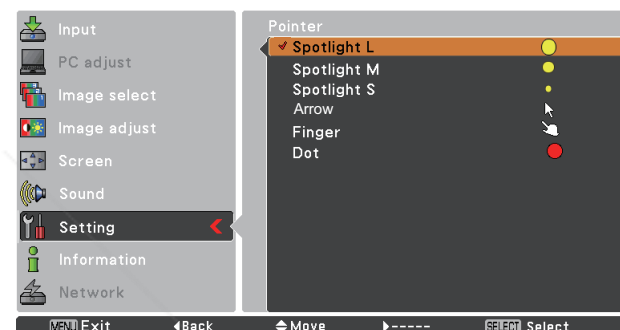 Input
PC adjust
Image select
Image adjust
Screen
Sound
Setting
Information
Network
Pointer
Spotlight L
Spotlight M
Spotlight S
Arrow
Finger
Dot
MENU Exit ◀Back Move ▶----- SELECT Select